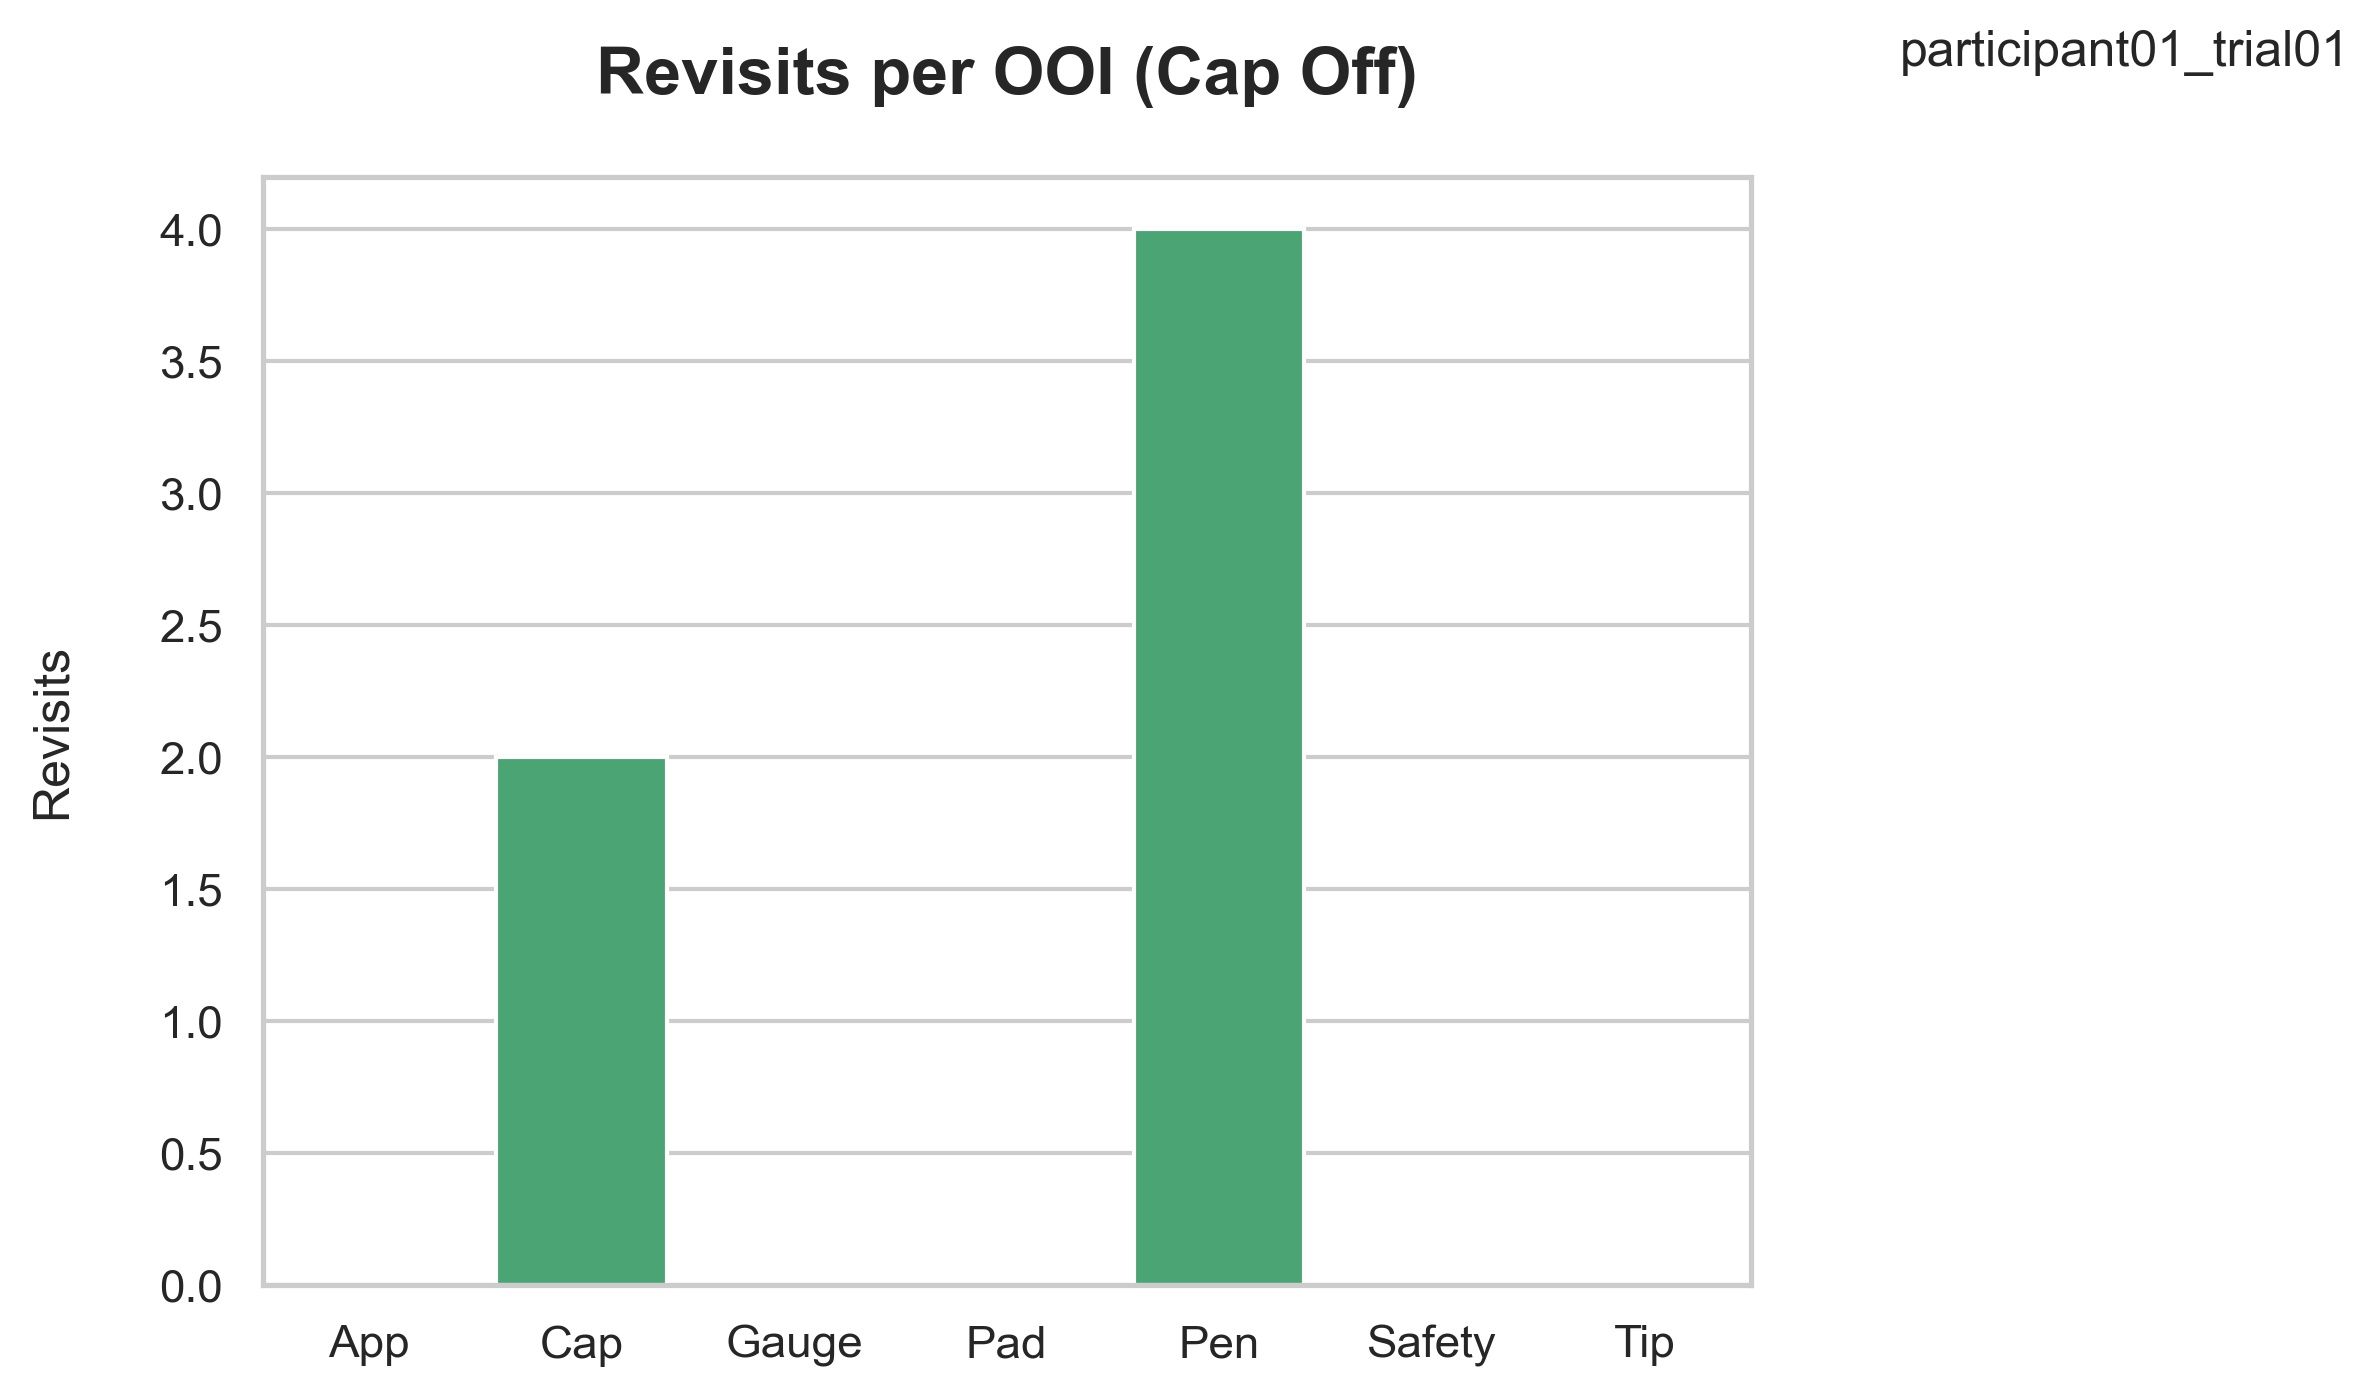 Revisits per OOI (Cap Off)
participant01_trial01
Revisits
4.0
3.5
3.0
2.5
2.0
1.5
1.0
0.5
0.0
App Cap Gauge Pad Pen Safety Tip